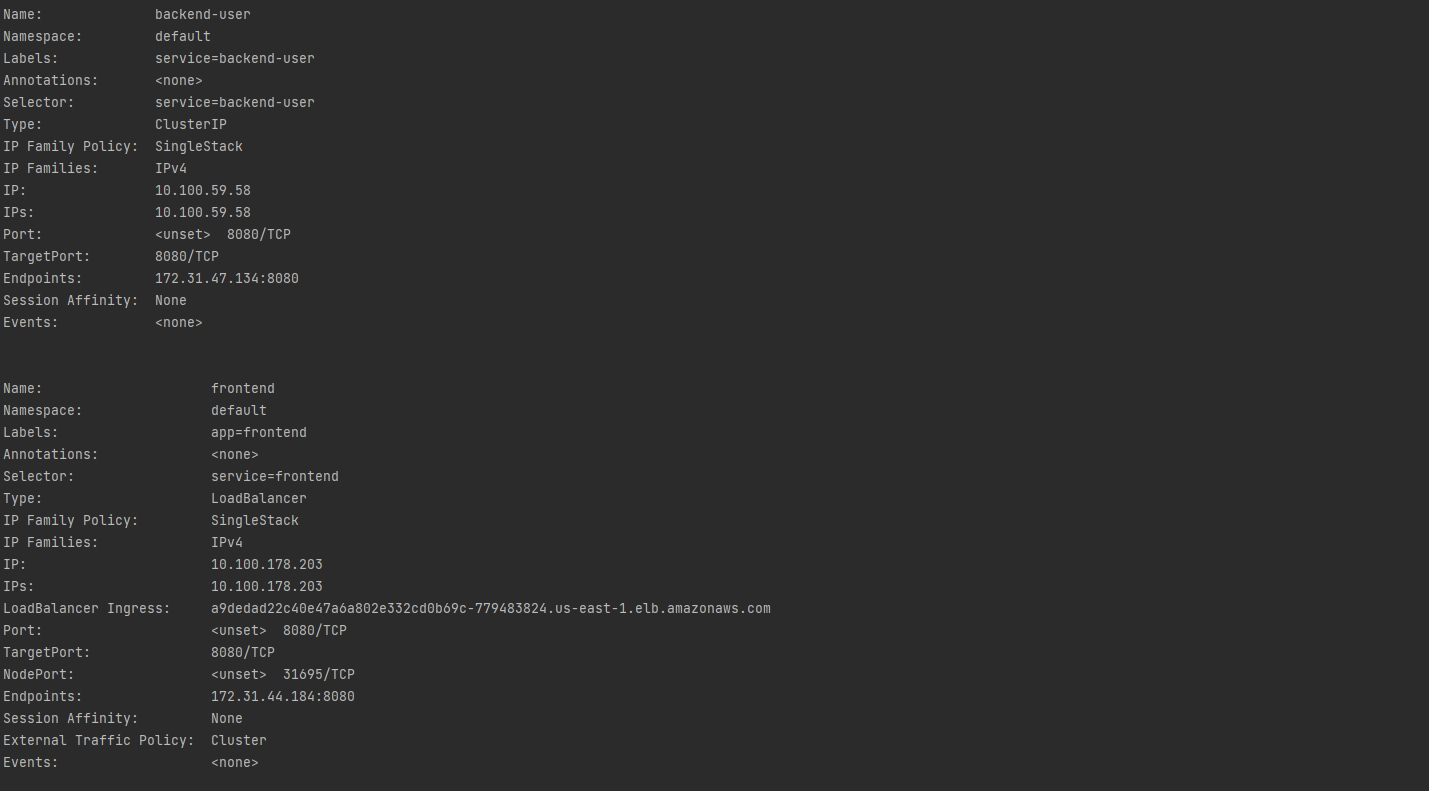 Name:              backend-user
Namespace:         default
Labels:            service=backend-user
Annotations:       <none>
Selector:          service=backend-user
Type:              ClusterIP
IP Family Policy:  SingleStack
IP Families:       IPv4
IP:                10.100.59.58
IPs:               10.100.59.58
Port:              <unset>  8080/TCP
TargetPort:        8080/TCP
Endpoints:         172.31.47.134:8080
Session Affinity:  None
Events:            <none>
Name:                     frontend
Namespace:                default
Labels:                   app=frontend
Annotations:              <none>
Selector:                 service=frontend
Type:                     LoadBalancer
IP Family Policy:         SingleStack
IP Families:              IPv4
IP:                       10.100.178.203
IPs:                      10.100.178.203
LoadBalancer Ingress:     a9dedad22c40e47a6a802e332cd0b69c-779483824.us-east-1.elb.amazonaws.com
Port:                     <unset>  8080/TCP
TargetPort:               8080/TCP
NodePort:                 <unset>  31695/TCP
Endpoints:                172.31.44.184:8080
Session Affinity:         None
External Traffic Policy:  Cluster
Events:                   <none>